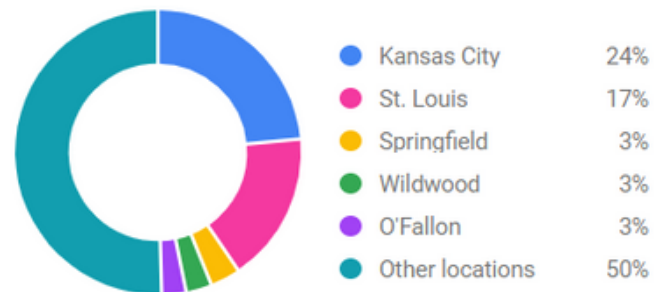 Kansas City 24%
St. Louis 17%
Springfield 3%
Wildwood 3%
O'Fallon 3%
Other locations 50%